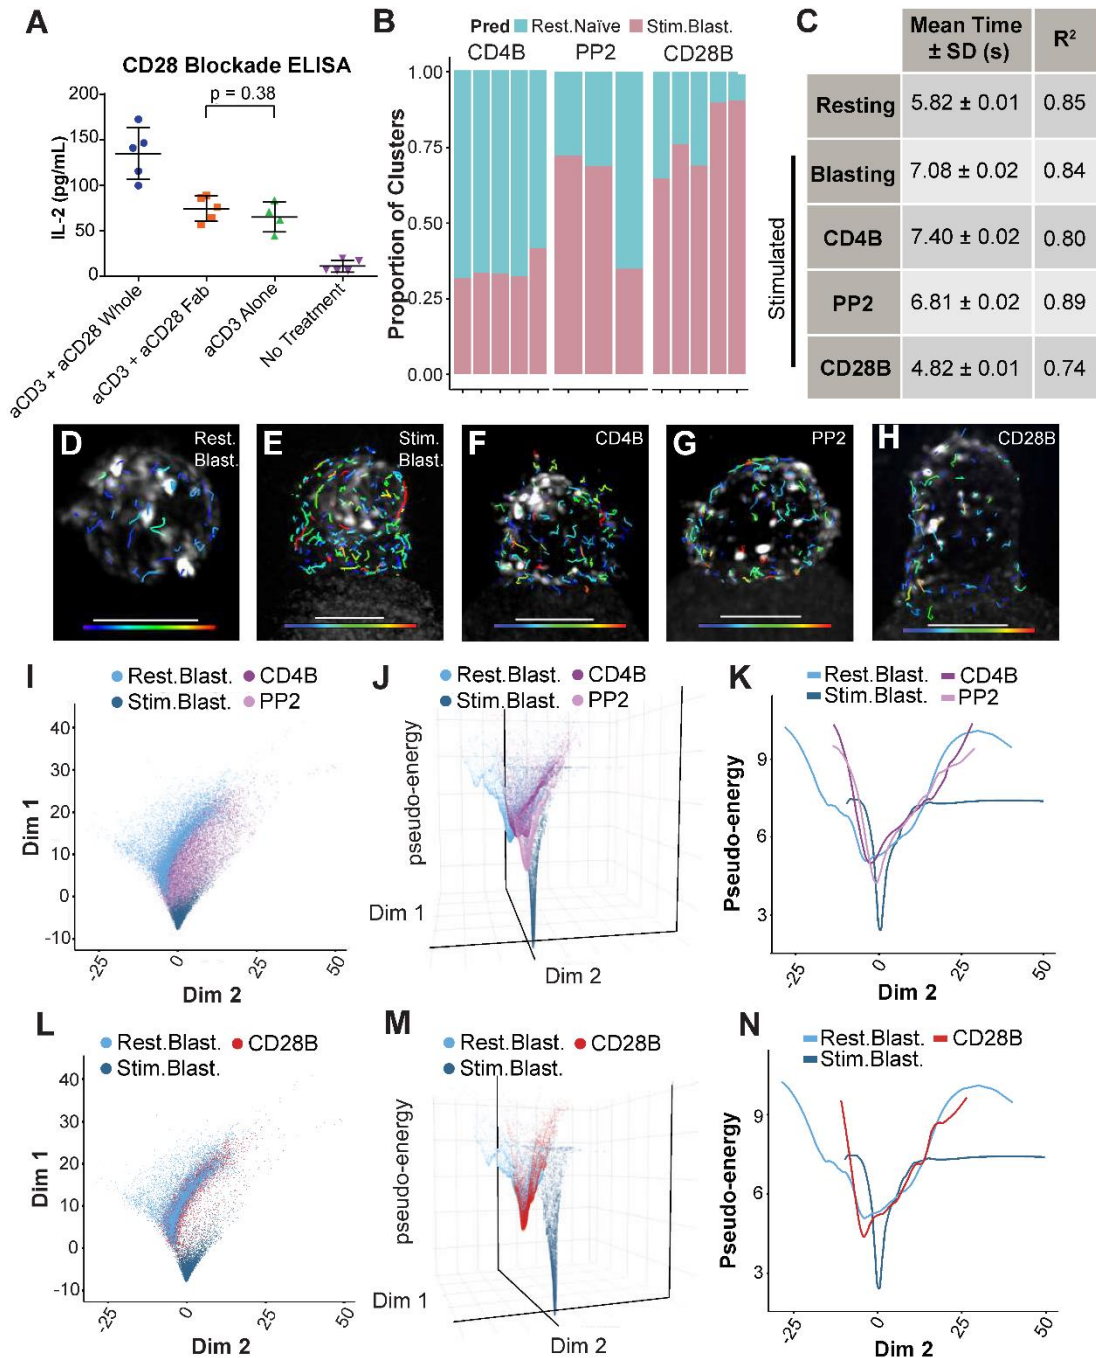 A
CD28 Blockade ELISA
p = 0.38
200
150
100
50
0
IL-2 (pg/mL)
aCD3 + aCD28 Whole
aCD3 + aCD28 Fab
aCD3 Alone
No Treatment
B
Pred Rest.Naïve Stim.Blast.
CD4B PP2 CD28B
1.00
0.75
0.50
0.25
0.00
Proportion of Clusters
C
Mean Time
± SD (s)
R²
Resting 5.82 ± 0.01 0.85
Blasting 7.08 ± 0.02 0.84
CD4B 7.40 ± 0.02 0.80
PP2 6.81 ± 0.02 0.89
CD28B 4.82 ± 0.01 0.74
Stimulated
D
Rest.
Blast.
E
Stim.
Blast.
F
CD4B
G
PP2
H
CD28B
I
Rest.Blast. CD4B
Stim.Blast. PP2
40
30
20
10
0
-10
Dim 1
-25 0 25 50
Dim 2
J
Rest.Blast. CD4B
Stim.Blast. PP2
pseudo-energy
Dim 1
Dim 2
K
Rest.Blast. CD4B
Stim.Blast. PP2
9
6
3
Pseudo-energy
-25 0 25 50
Dim 2
L
Rest.Blast. CD28B
Stim.Blast.
40
30
20
10
0
-10
Dim 1
-25 0 25 50
Dim 2
M
Rest.Blast. CD28B
Stim.Blast.
pseudo-energy
Dim 1
Dim 2
N
Rest.Blast. CD28B
Stim.Blast.
9
6
3
Pseudo-energy
-25 0 25 50
Dim 2